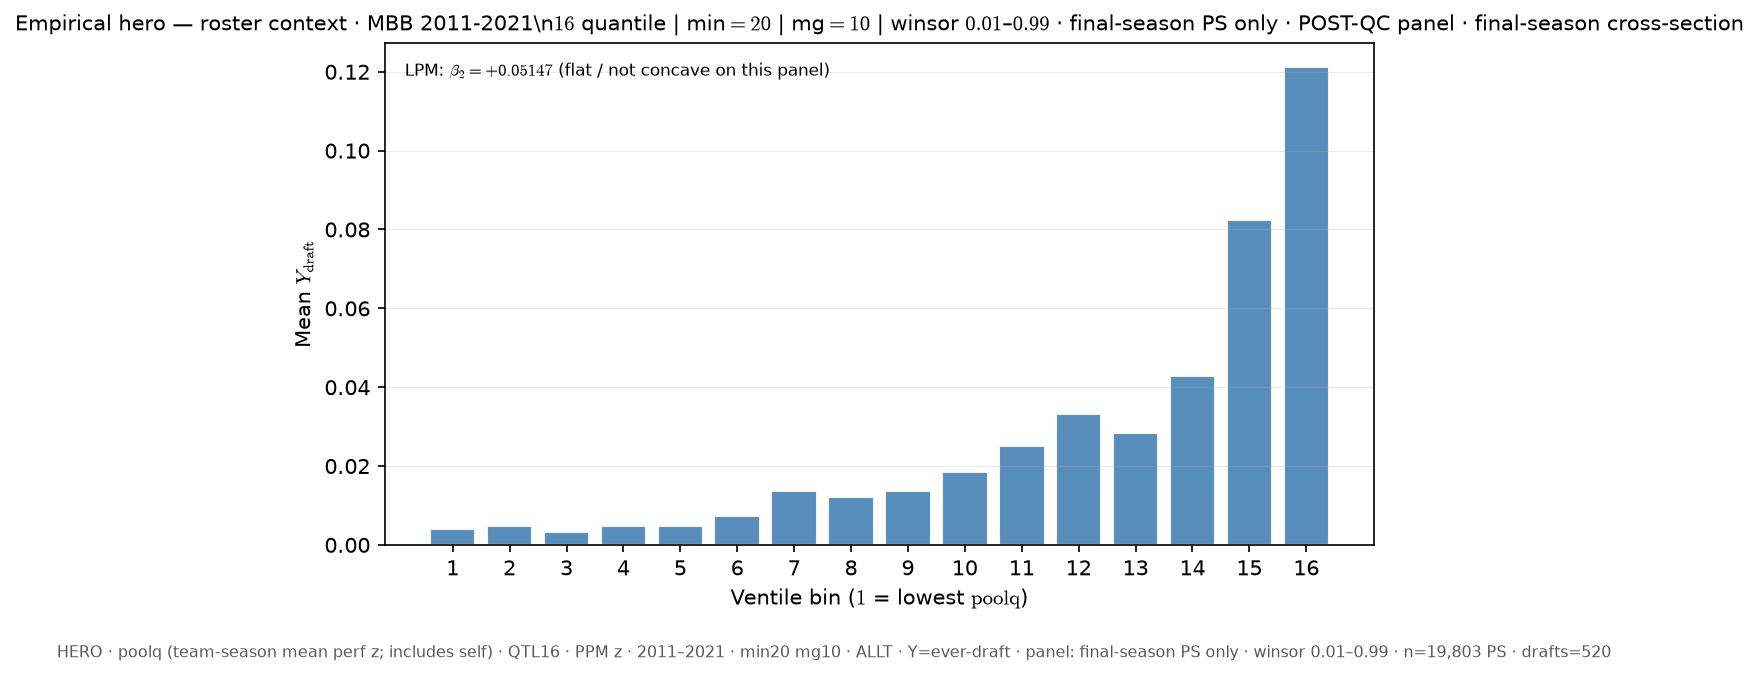 Empirical hero — roster context · MBB 2011-2021\n16 quantile | min = 20 | mg = 10 | winsor 0.01–0.99 · final-season PS only · POST-QC panel · final-season cross-section
LPM: β₂ = +0.05147 (flat / not concave on this panel)
0.12
0.10
0.08
0.06
0.04
0.02
0.00
Mean Y_draft
1 2 3 4 5 6 7 8 9 10 11 12 13 14 15 16
Ventile bin (1 = lowest poolq)
HERO · poolq (team-season mean perf z; includes self) · QTL16 · PPM z · 2011–2021 · min20 mg10 · ALLT · Y=ever-draft · panel: final-season PS only · winsor 0.01–0.99 · n=19,803 PS · drafts=520